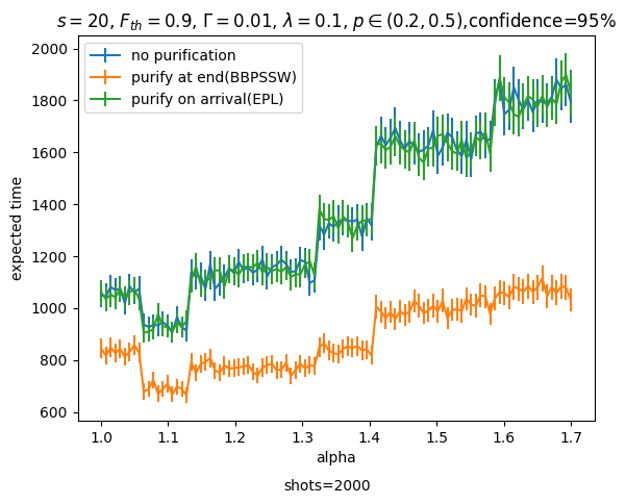 s = 20, F_th = 0.9, Γ = 0.01, λ = 0.1, p ∈ (0.2, 0.5),confidence=95%
no purification
purify at end(BBPSSW)
purify on arrival(EPL)
2000
1800
1600
1400
1200
1000
800
600
expected time
1.0 1.1 1.2 1.3 1.4 1.5 1.6 1.7
alpha
shots=2000